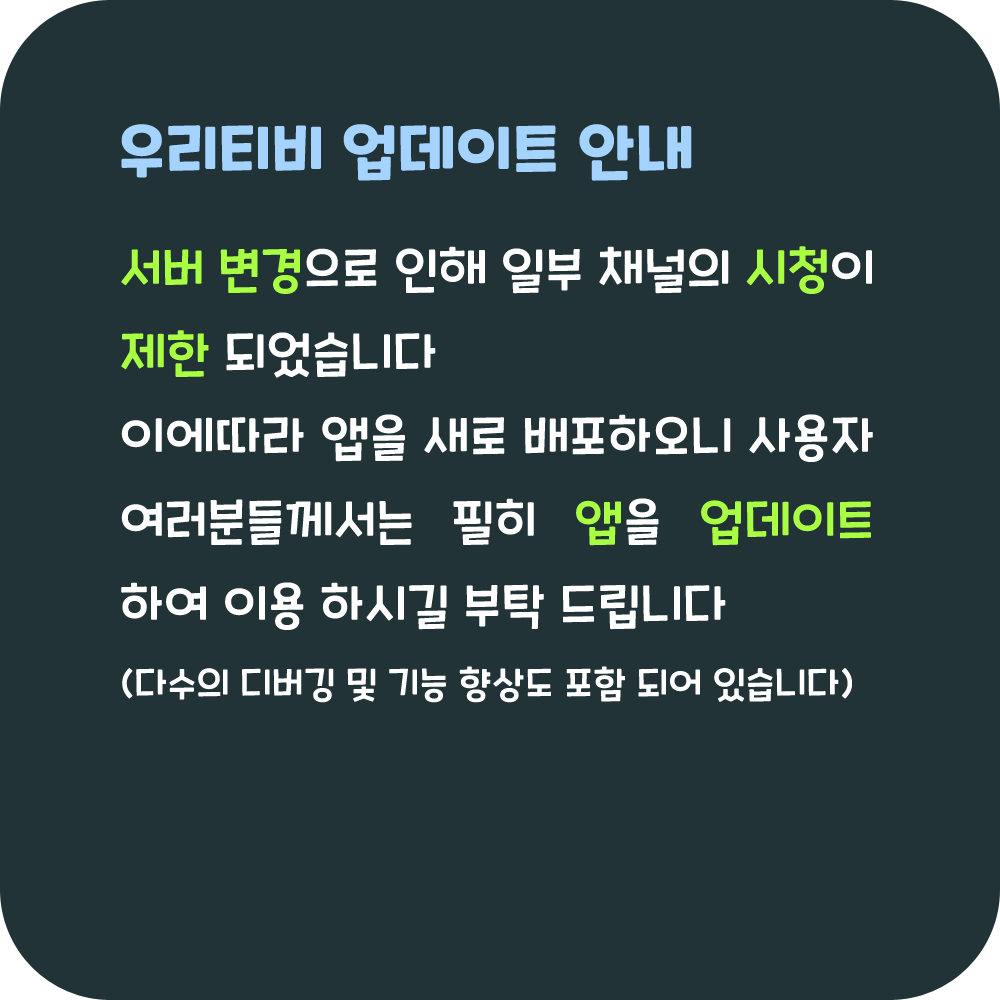 우리티비 업데이트 안내
서버 변경으로 인해 일부 채널의 시청이
제한 되었습니다
이에따라 앱을 새로 배포하오니 사용자
여러분들께서는 필히 앱을 업데이트
하여 이용 하시길 부탁 드립니다
(다수의 디버깅 및 기능 향상도 포함 되어 있습니다)